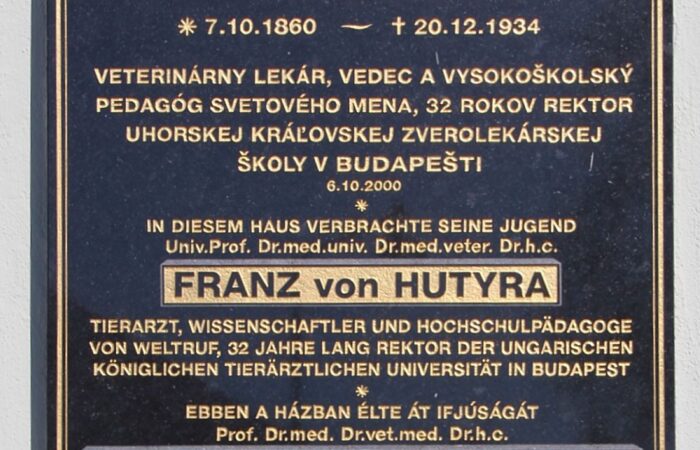 * 7.10.1860 — † 20.12.1934
VETERINÁRNY LEKÁR, VEDEC A VYSOKOŠKOLSKÝ
PEDAGÓG SVETOVÉHO MENA, 32 ROKOV REKTOR
UHORSKEJ KRÁĽOVSKEJ ZVEROLEKÁRSKEJ
ŠKOLY V BUDAPEŠTI
6.10.2000
*
IN DIESEM HAUS VERBRACHTE SEINE JUGEND
Univ.Prof. Dr.med.univ. Dr.med.veter. Dr.h.c.
FRANZ von HUTYRA
TIERARZT, WISSENSCHAFTLER UND HOCHSCHULPÄDAGOGE
VON WELTRUF, 32 JAHRE LANG REKTOR DER UNGARISCHEN
KÖNIGLICHEN TIERÄRZTLICHEN UNIVERSITÄT IN BUDAPEST
*
EBBEN A HÁZBAN ÉLTE ÁT IFJÚSÁGÁT
Prof. Dr.med. Dr.vet.med. Dr.h.c.